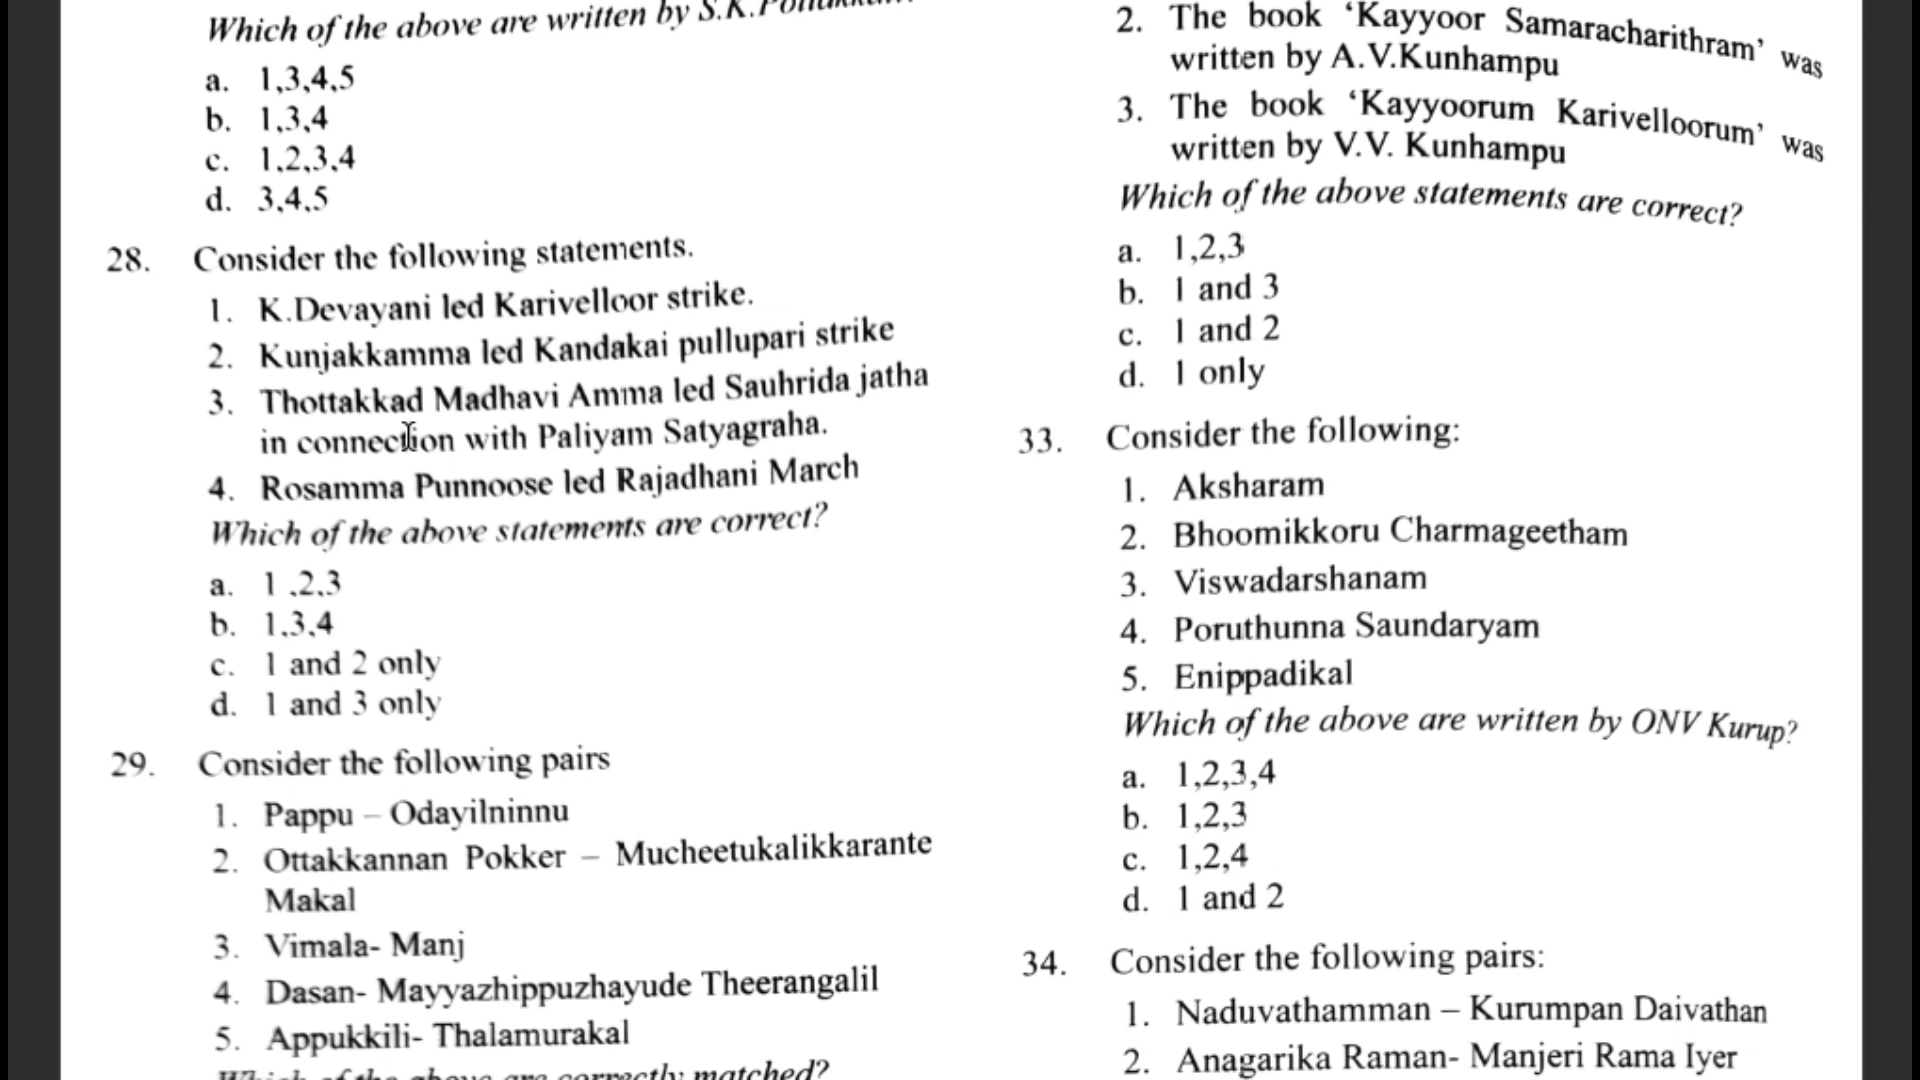 Which of the above are written by
a. 1,3,4,5
b. 1,3,4
c. 1,2,3,4
d. 3,4,5
28. Consider the following statements.
1. K.Devayani led Karivelloor strike.
2. Kunjakkamma led Kandakai pullupari strike
3. Thottakkad Madhavi Amma led Sauhrida jatha
in connection with Paliyam Satyagraha.
4. Rosamma Punnoose led Rajadhani March
Which of the above statements are correct?
a. 1 ,2,3
b. 1,3,4
c. 1 and 2 only
d. 1 and 3 only
29. Consider the following pairs
1. Pappu – Odayilninnu
2. Ottakkannan Pokker – Mucheetukalikkarante
Makal
3. Vimala- Manj
4. Dasan- Mayyazhippuzhayude Theerangalil
5. Appukkili- Thalamurakal
Which of the above are correctly matched?
2. The book ‘Kayyoor Samaracharithram’ was
written by A.V.Kunhampu
3. The book ‘Kayyoorum Karivelloorum’ was
written by V.V. Kunhampu
Which of the above statements are correct?
a. 1,2,3
b. 1 and 3
c. 1 and 2
d. 1 only
33. Consider the following:
1. Aksharam
2. Bhoomikkoru Charmageetham
3. Viswadarshanam
4. Poruthunna Saundaryam
5. Enippadikal
Which of the above are written by ONV Kurup?
a. 1,2,3,4
b. 1,2,3
c. 1,2,4
d. 1 and 2
34. Consider the following pairs:
1. Naduvathamman – Kurumpan Daivathan
2. Anagarika Raman- Manjeri Rama Iyer